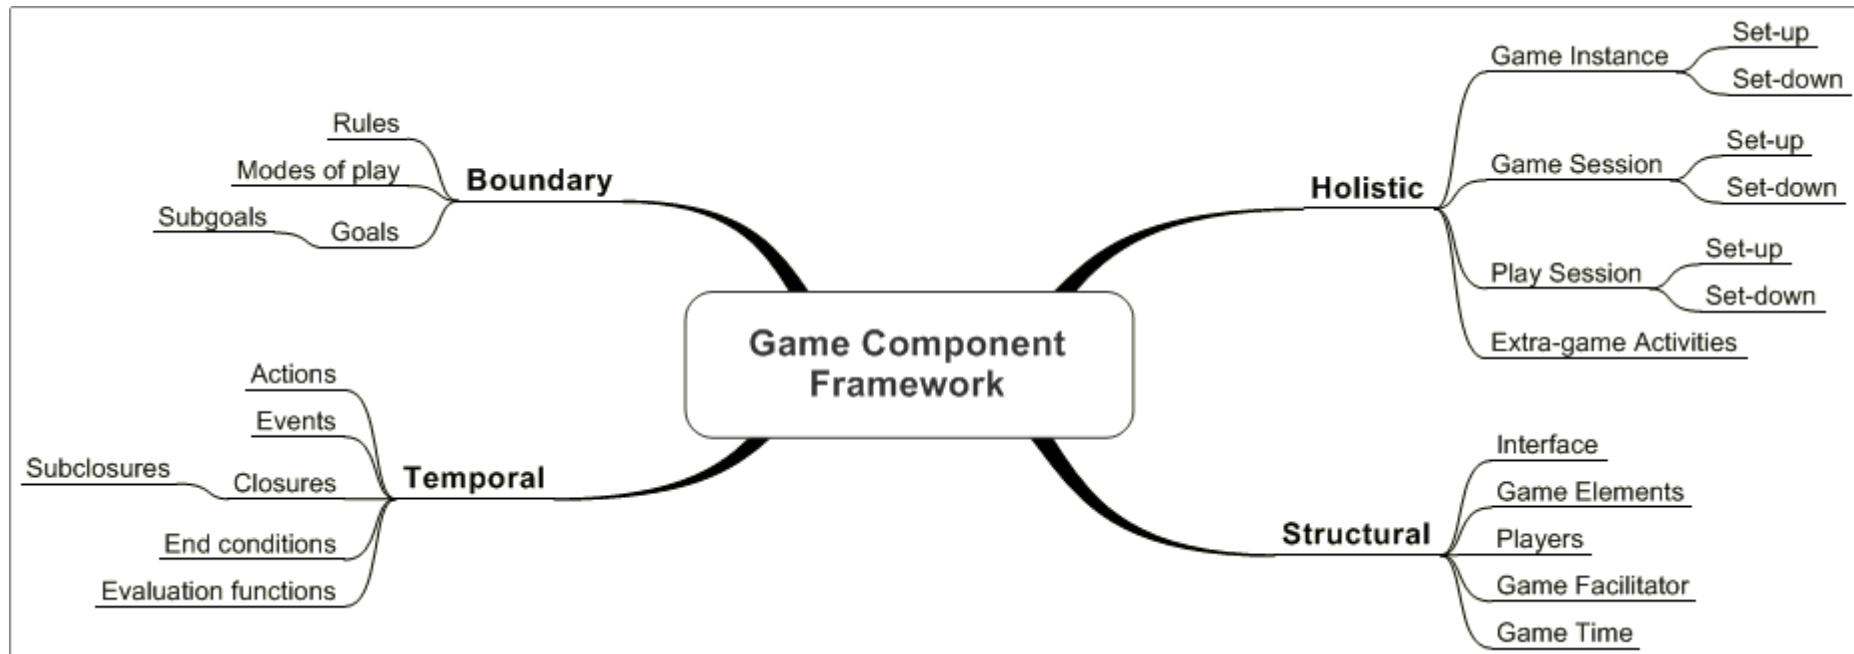 Game Component
Framework
Boundary
Rules
Modes of play
Goals
Subgoals
Temporal
Actions
Events
Closures
Subclosures
End conditions
Evaluation functions
Holistic
Game Instance
Set-up
Set-down
Game Session
Set-up
Set-down
Play Session
Set-up
Set-down
Extra-game Activities
Structural
Interface
Game Elements
Players
Game Facilitator
Game Time